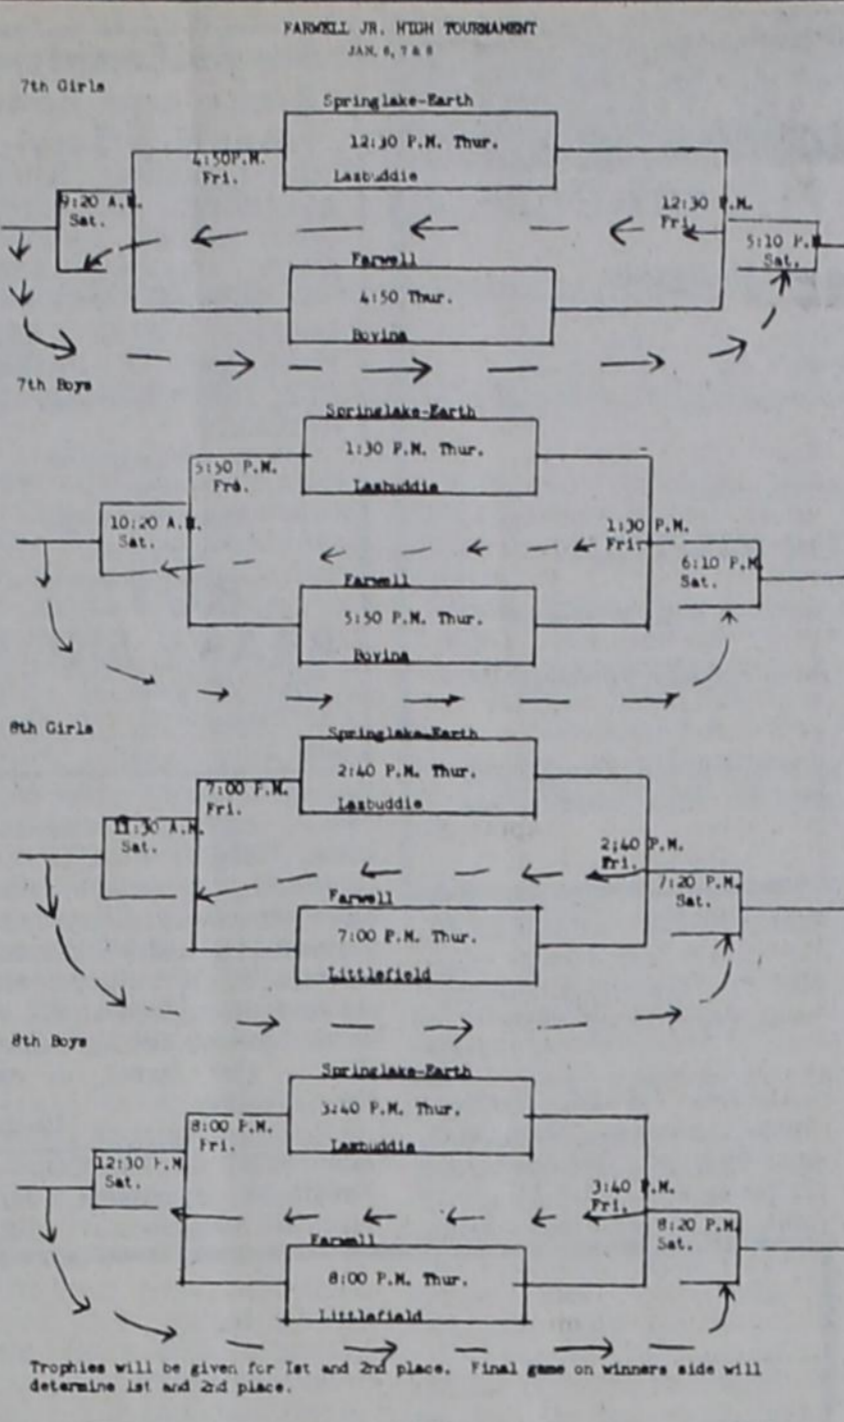 FARWELL JR. HIGH TOURNAMENT
JAN. 6, 7 & 8
7th Girls
Springlake-Earth
12:30 P.M. Thur.
Lazbuddie
4:50P.M.
Fri.
9:20 A.M.
Sat.
12:30 P.M.
Fri.
5:10 P.M.
Sat.
Farwell
4:50 Thur.
Bovina
7th Boys
Springlake-Earth
1:30 P.M. Thur.
Lazbuddie
5:50 P.M.
Fri.
10:20 A.M.
Sat.
1:30 P.M.
Fri.
6:10 P.M.
Sat.
Farwell
5:50 P.M. Thur.
Bovina
8th Girls
Springlake-Earth
2:40 P.M. Thur.
Lazbuddie
7:00 P.M.
Fri.
11:30 A.M.
Sat.
2:40 P.M.
Fri.
7:20 P.M.
Sat.
Farwell
7:00 P.M. Thur.
Littlefield
8th Boys
Springlake-Earth
3:40 P.M. Thur.
Lazbuddie
8:00 P.M.
Fri.
12:30 P.M.
Sat.
3:40 P.M.
Fri.
8:20 P.M.
Sat.
Farwell
8:00 P.M. Thur.
Littlefield
Trophies will be given for 1st and 2nd place. Final game on winners side will
determine 1st and 2nd place.